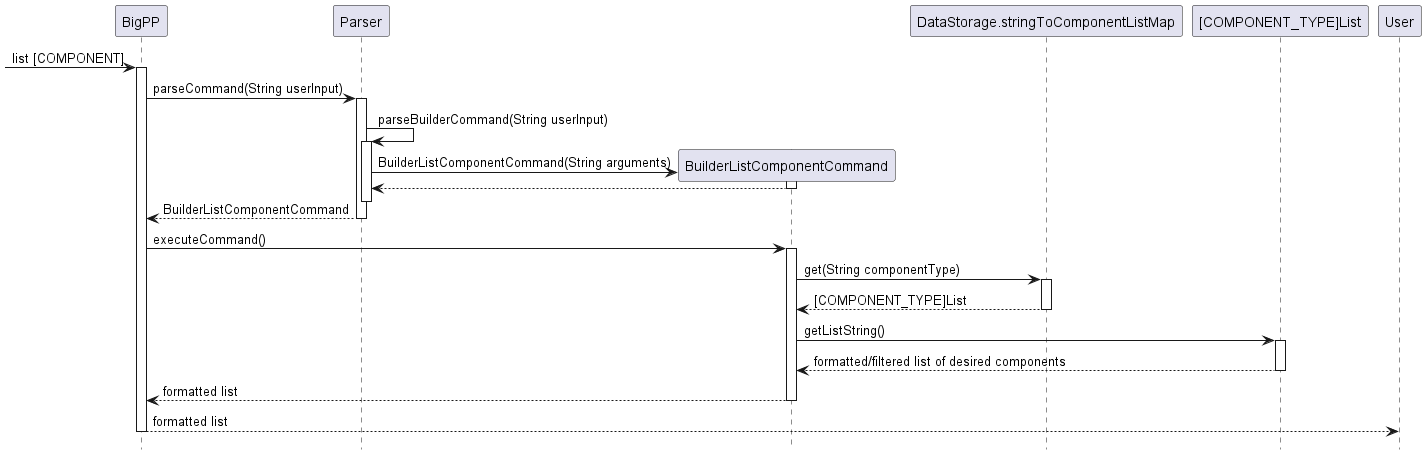 BigPP
Parser
DataStorage.stringToComponentListMap
[COMPONENT_TYPE]List
User
list [COMPONENT]
parseCommand(String userInput)
parseBuilderCommand(String userInput)
BuilderListComponentCommand(String arguments)
BuilderListComponentCommand
BuilderListComponentCommand
executeCommand()
get(String componentType)
[COMPONENT_TYPE]List
getListString()
formatted/filtered list of desired components
formatted list
formatted list